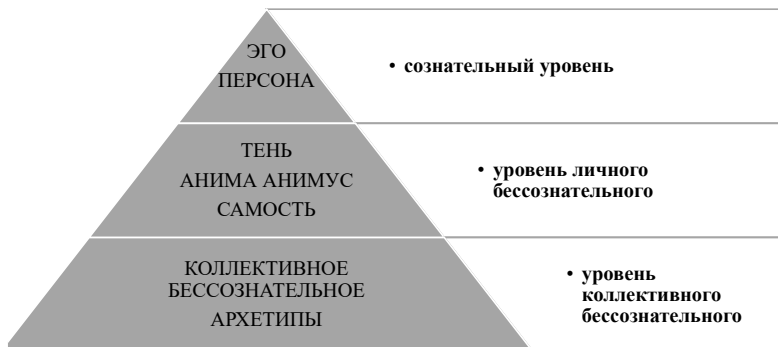 ЭГО
ПЕРСОНА
• сознательный уровень
ТЕНЬ
АНИМА АНИМУС
САМОСТЬ
• уровень личного
бессознательного
КОЛЛЕКТИВНОЕ
БЕССОЗНАТЕЛЬНОЕ
АРХЕТИПЫ
• уровень
коллективного
бессознательного